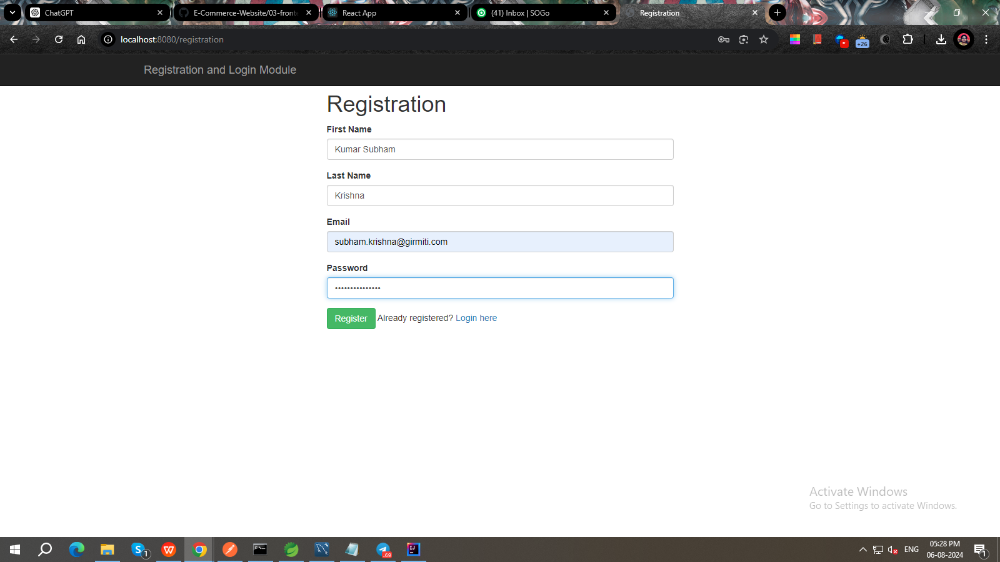 ChatGPT
E-Commerce-Website/03-fronte
React App
(41) Inbox | SOGo
Registration
localhost:8080/registration
+26
Registration and Login Module
Registration
First Name
Kumar Subham
Last Name
Krishna
Email
subham.krishna@girmiti.com
Password
•••••••••••••••
Register Already registered? Login here
Activate Windows
Go to Settings to activate Windows.
1
69
ENG
05:28 PM
06-08-2024
1